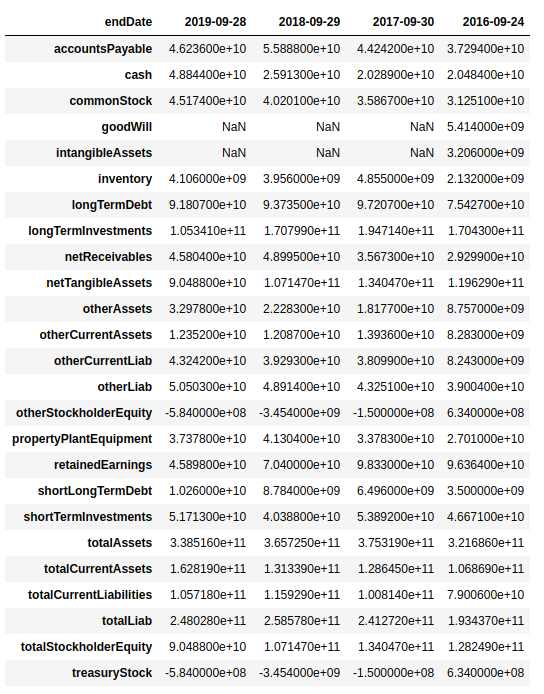 endDate 2019-09-28 2018-09-29 2017-09-30 2016-09-24
accountsPayable 4.623600e+10 5.588800e+10 4.424200e+10 3.729400e+10
cash 4.884400e+10 2.591300e+10 2.028900e+10 2.048400e+10
commonStock 4.517400e+10 4.020100e+10 3.586700e+10 3.125100e+10
goodWill NaN NaN NaN 5.414000e+09
intangibleAssets NaN NaN NaN 3.206000e+09
inventory 4.106000e+09 3.956000e+09 4.855000e+09 2.132000e+09
longTermDebt 9.180700e+10 9.373500e+10 9.720700e+10 7.542700e+10
longTermInvestments 1.053410e+11 1.707991e+11 1.947140e+11 1.704300e+11
netReceivables 4.580400e+10 4.899500e+10 3.567300e+10 2.929900e+10
netTangibleAssets 9.048800e+10 1.071470e+11 1.340470e+11 1.196290e+11
otherAssets 3.297800e+10 2.228300e+10 1.817700e+10 8.757000e+09
otherCurrentAssets 1.235200e+10 1.208700e+10 1.393600e+10 8.283000e+09
otherCurrentLiab 4.324200e+10 3.929300e+10 3.809900e+10 8.243000e+09
otherLiab 5.050300e+10 4.891400e+10 4.325100e+10 3.900400e+10
otherStockholderEquity -5.840000e+08 -3.454000e+09 -1.500000e+08 6.340000e+08
propertyPlantEquipment 3.737800e+10 4.130400e+10 3.378300e+10 2.701000e+10
retainedEarnings 4.589800e+10 7.040000e+10 9.833000e+10 9.636400e+10
shortLongTermDebt 1.026000e+10 8.784000e+09 6.496000e+09 3.500000e+09
shortTermInvestments 5.171300e+10 4.038800e+10 5.389200e+10 4.667100e+10
totalAssets 3.385160e+11 3.657250e+11 3.753190e+11 3.216860e+11
totalCurrentAssets 1.628190e+11 1.313390e+11 1.286450e+11 1.068690e+11
totalCurrentLiabilities 1.057180e+11 1.159290e+11 1.008140e+11 7.900600e+10
totalLiab 2.480280e+11 2.585780e+11 2.412720e+11 1.934370e+11
totalStockholderEquity 9.048800e+10 1.071470e+11 1.340470e+11 1.282490e+11
treasuryStock -5.840000e+08 -3.454000e+09 -1.500000e+08 6.340000e+08